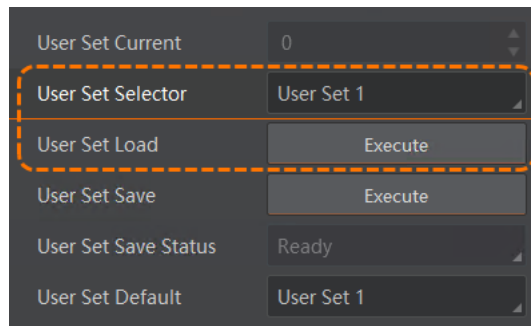 User Set Current 0
User Set Selector User Set 1
User Set Load Execute
User Set Save Execute
User Set Save Status Ready
User Set Default User Set 1